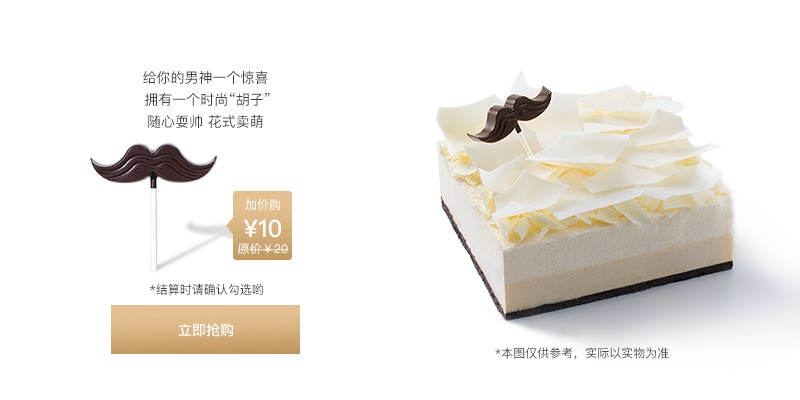 给你的男神一个惊喜
拥有一个时尚“胡子”
随心耍帅 花式卖萌
加价购
¥10
原价¥20
*结算时请确认勾选哟
立即抢购
*本图仅供参考，实际以实物为准